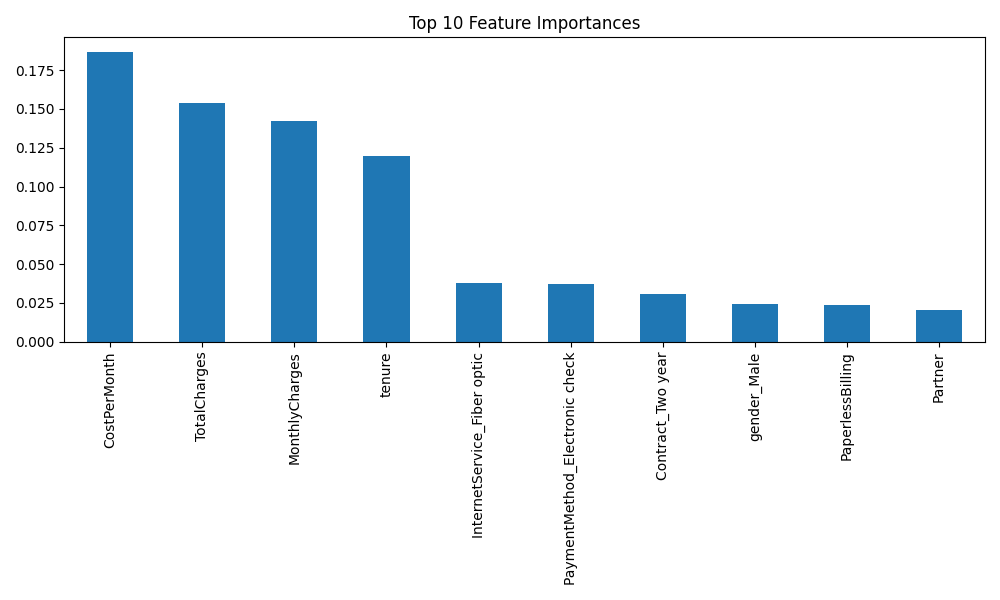 Top 10 Feature Importances
0.175
0.150
0.125
0.100
0.075
0.050
0.025
0.000
CostPerMonth
TotalCharges
MonthlyCharges
tenure
InternetService_Fiber optic
PaymentMethod_Electronic check
Contract_Two year
gender_Male
PaperlessBilling
Partner